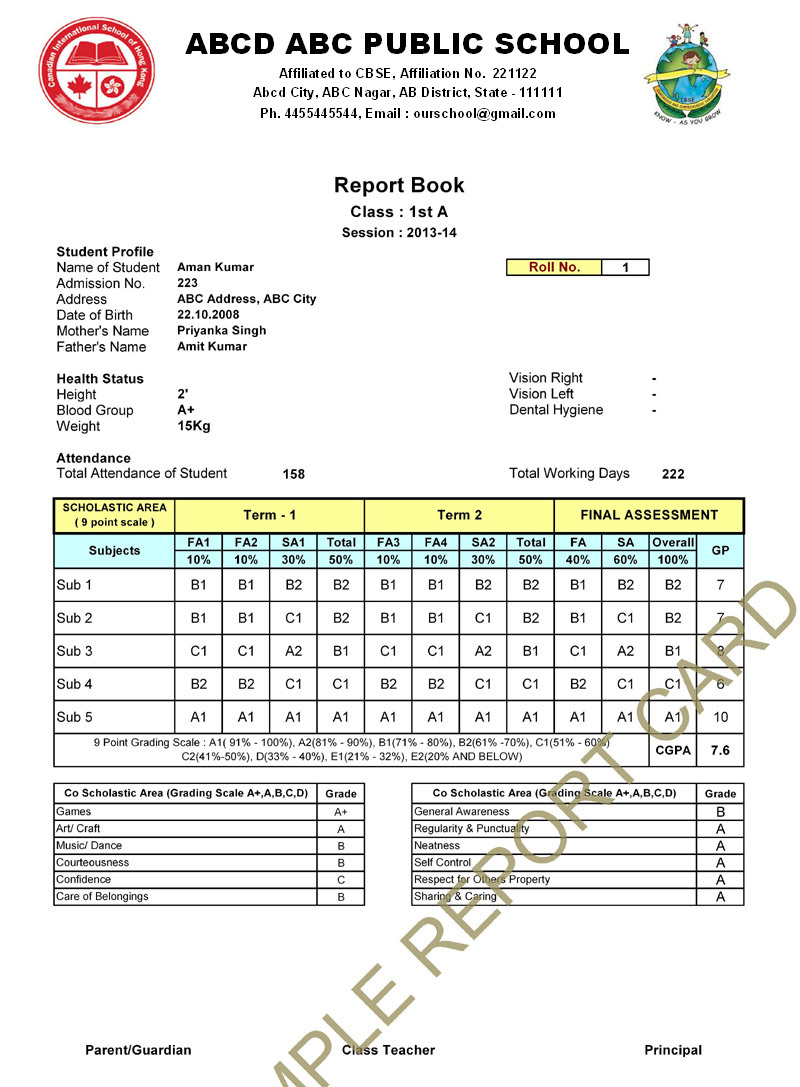 Canadian International School of Hong Kong
ABCD ABC PUBLIC SCHOOL
Affiliated to CBSE, Affiliation No. 221122
Abcd City, ABC Nagar, AB District, State - 111111
Ph. 4455445544, Email : ourschool@gmail.com
CBSE
KNOW - AS YOU GROW
Report Book
Class : 1st A
Session : 2013-14
Student Profile
Name of Student Aman Kumar Roll No. 1
Admission No. 223
Address ABC Address, ABC City
Date of Birth 22.10.2008
Mother's Name Priyanka Singh
Father's Name Amit Kumar
Health Status Vision Right -
Height 2' Vision Left -
Blood Group A+ Dental Hygiene -
Weight 15Kg
Attendance
Total Attendance of Student 158 Total Working Days 222
SCHOLASTIC AREA
( 9 point scale ) Term - 1 Term 2 FINAL ASSESSMENT
Subjects FA1 FA2 SA1 Total FA3 FA4 SA2 Total FA SA Overall GP
10% 10% 30% 50% 10% 10% 30% 50% 40% 60% 100%
Sub 1 B1 B1 B2 B2 B1 B1 B2 B2 B1 B2 B2 7
Sub 2 B1 B1 C1 B2 B1 B1 C1 B2 B1 C1 B2 7
Sub 3 C1 C1 A2 B1 C1 C1 A2 B1 C1 A2 B1 8
Sub 4 B2 B2 C1 C1 B2 B2 C1 C1 B2 C1 C1 6
Sub 5 A1 A1 A1 A1 A1 A1 A1 A1 A1 A1 A1 10
9 Point Grading Scale : A1( 91% - 100%), A2(81% - 90%), B1(71% - 80%), B2(61% -70%), C1(51% - 60%)
C2(41%-50%), D(33% - 40%), E1(21% - 32%), E2(20% AND BELOW) CGPA 7.6
Co Scholastic Area (Grading Scale A+,A,B,C,D) Grade
Games A+
Art/ Craft A
Music/ Dance B
Courteousness B
Confidence C
Care of Belongings B
Co Scholastic Area (Grading Scale A+,A,B,C,D) Grade
General Awareness B
Regularity & Punctuality A
Neatness A
Self Control A
Respect for Others Property A
Sharing & Caring A
MPLE REPORT CARD
Parent/Guardian Class Teacher Principal